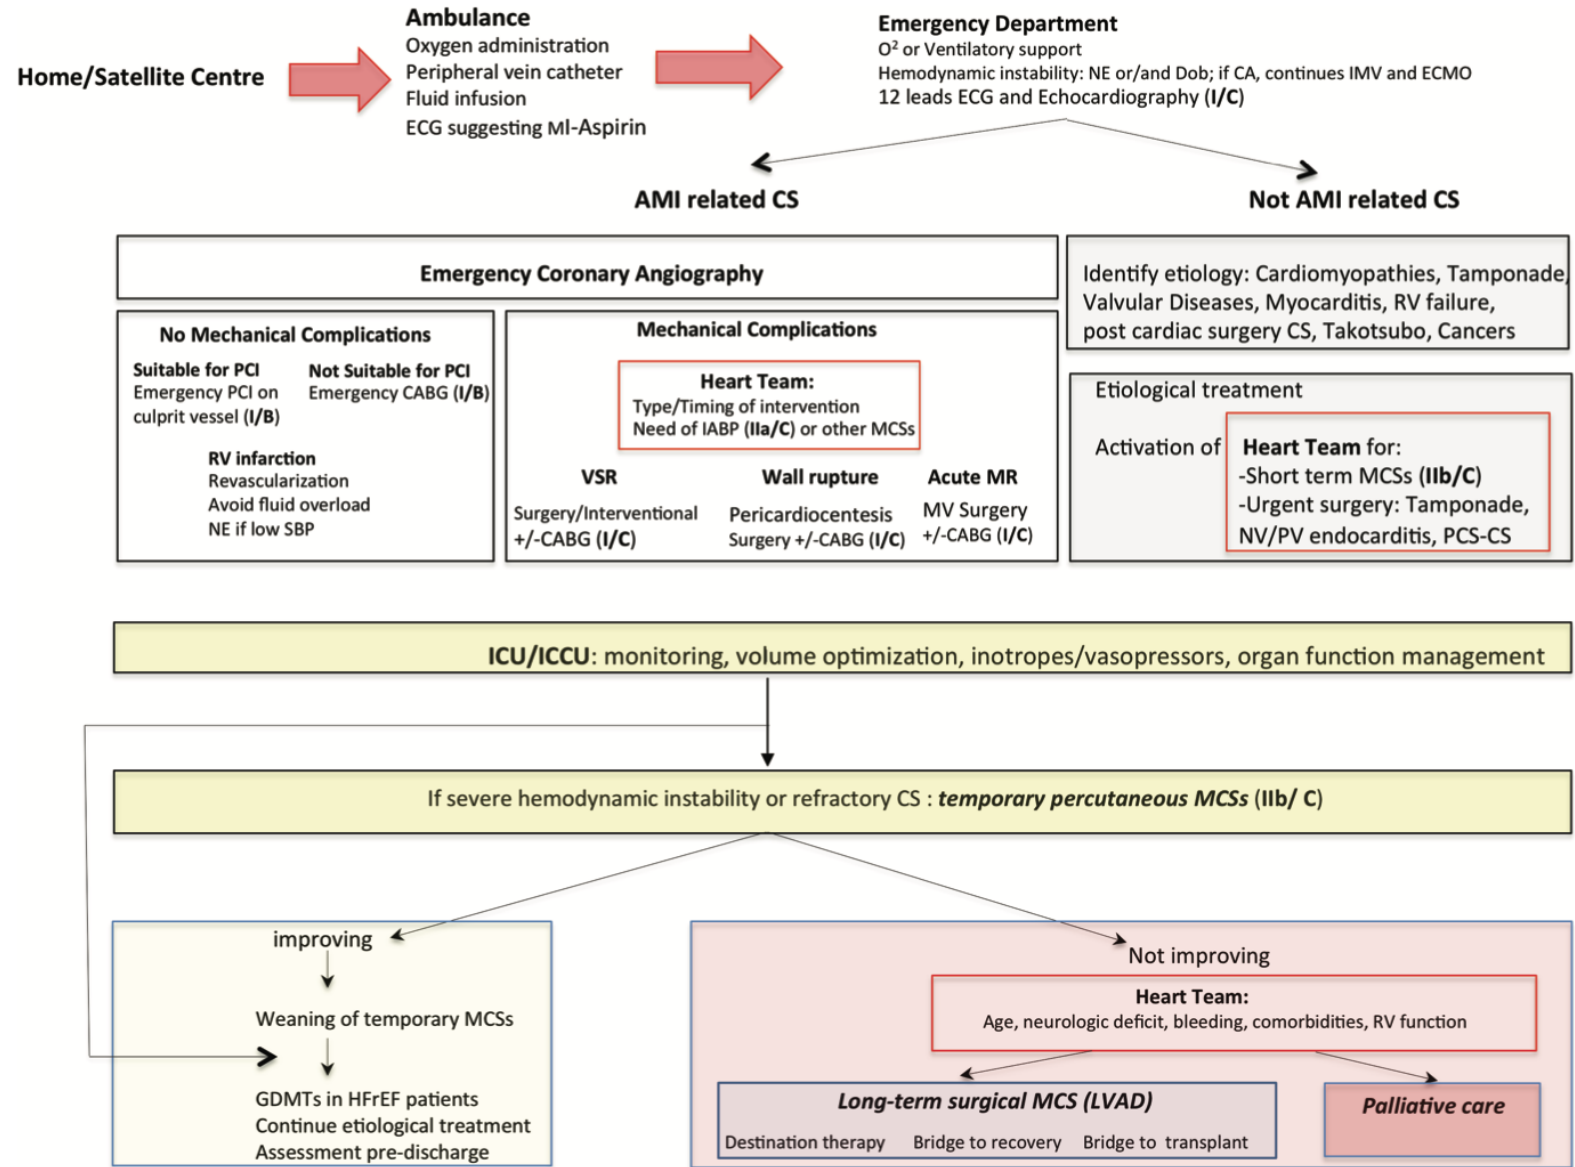 Home/Satellite Centre
Ambulance
Oxygen administration
Peripheral vein catheter
Fluid infusion
ECG suggesting MI-Aspirin
Emergency Department
O² or Ventilatory support
Hemodynamic instability: NE or/and Dob; if CA, continues IMV and ECMO
12 leads ECG and Echocardiography (I/C)
AMI related CS
Not AMI related CS
Emergency Coronary Angiography
No Mechanical Complications
Suitable for PCI
Emergency PCI on
culprit vessel (I/B)
Not Suitable for PCI
Emergency CABG (I/B)
RV infarction
Revascularization
Avoid fluid overload
NE if low SBP
Mechanical Complications
Heart Team:
Type/Timing of intervention
Need of IABP (IIa/C) or other MCSs
VSR
Surgery/Interventional
+/-CABG (I/C)
Wall rupture
Pericardiocentesis
Surgery +/-CABG (I/C)
Acute MR
MV Surgery
+/-CABG (I/C)
Identify etiology: Cardiomyopathies, Tamponade,
Valvular Diseases, Myocarditis, RV failure,
post cardiac surgery CS, Takotsubo, Cancers
Etiological treatment
Activation of Heart Team for:
-Short term MCSs (IIb/C)
-Urgent surgery: Tamponade,
NV/PV endocarditis, PCS-CS
ICU/ICCU: monitoring, volume optimization, inotropes/vasopressors, organ function management
If severe hemodynamic instability or refractory CS : temporary percutaneous MCSs (IIb/ C)
improving
Weaning of temporary MCSs
GDMTs in HFrEF patients
Continue etiological treatment
Assessment pre-discharge
Not improving
Heart Team:
Age, neurologic deficit, bleeding, comorbidities, RV function
Long-term surgical MCS (LVAD)
Destination therapy Bridge to recovery Bridge to transplant
Palliative care